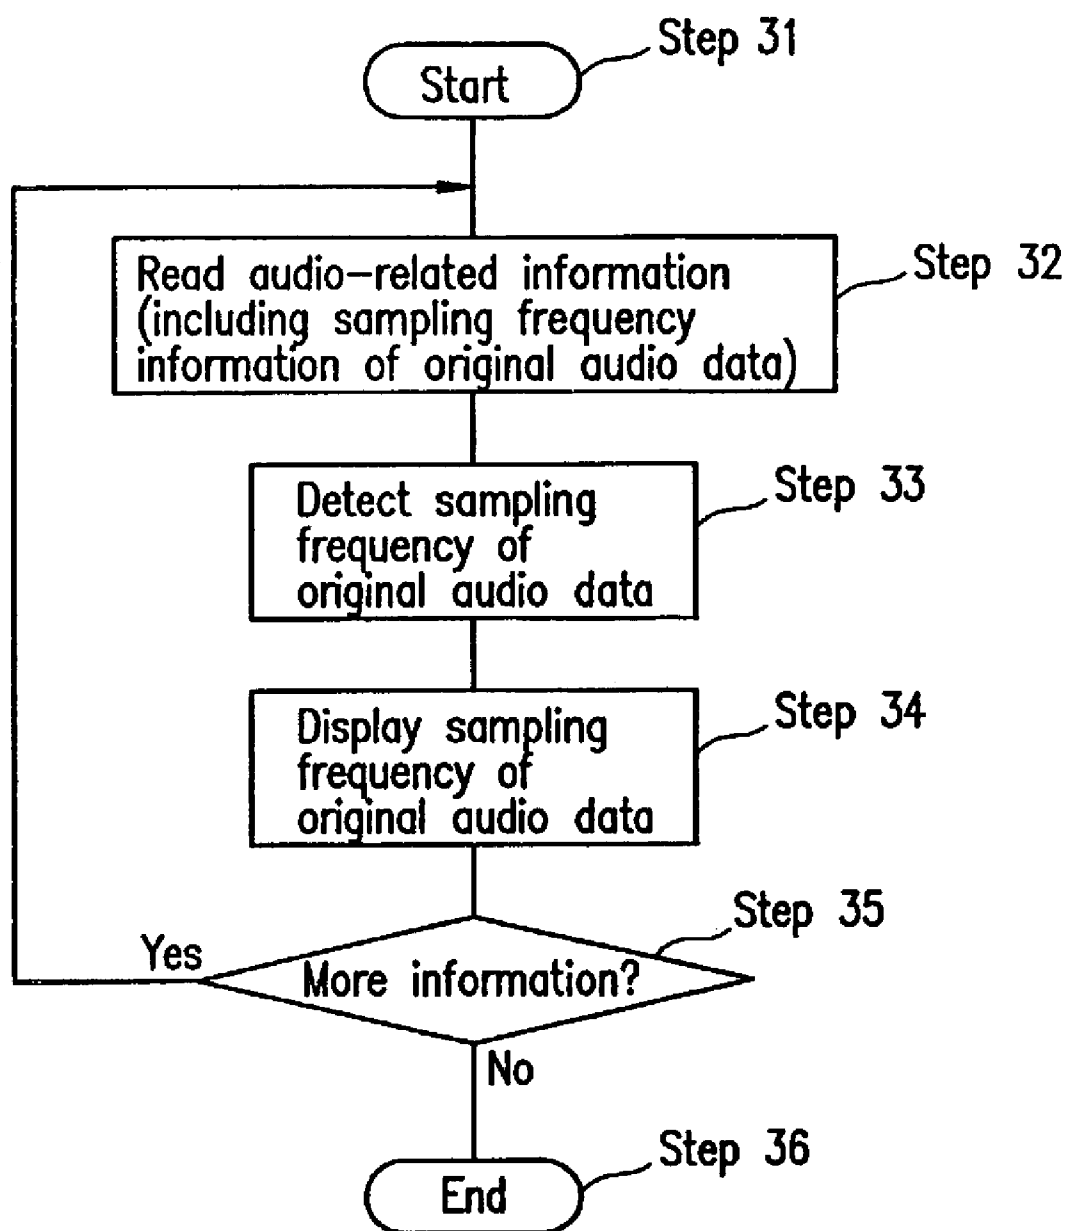 Step 31
Start
Step 32
Read audio-related information
(including sampling frequency
information of original audio data)
Step 33
Detect sampling
frequency of
original audio data
Step 34
Display sampling
frequency of
original audio data
Step 35
Yes
More information?
No
Step 36
End